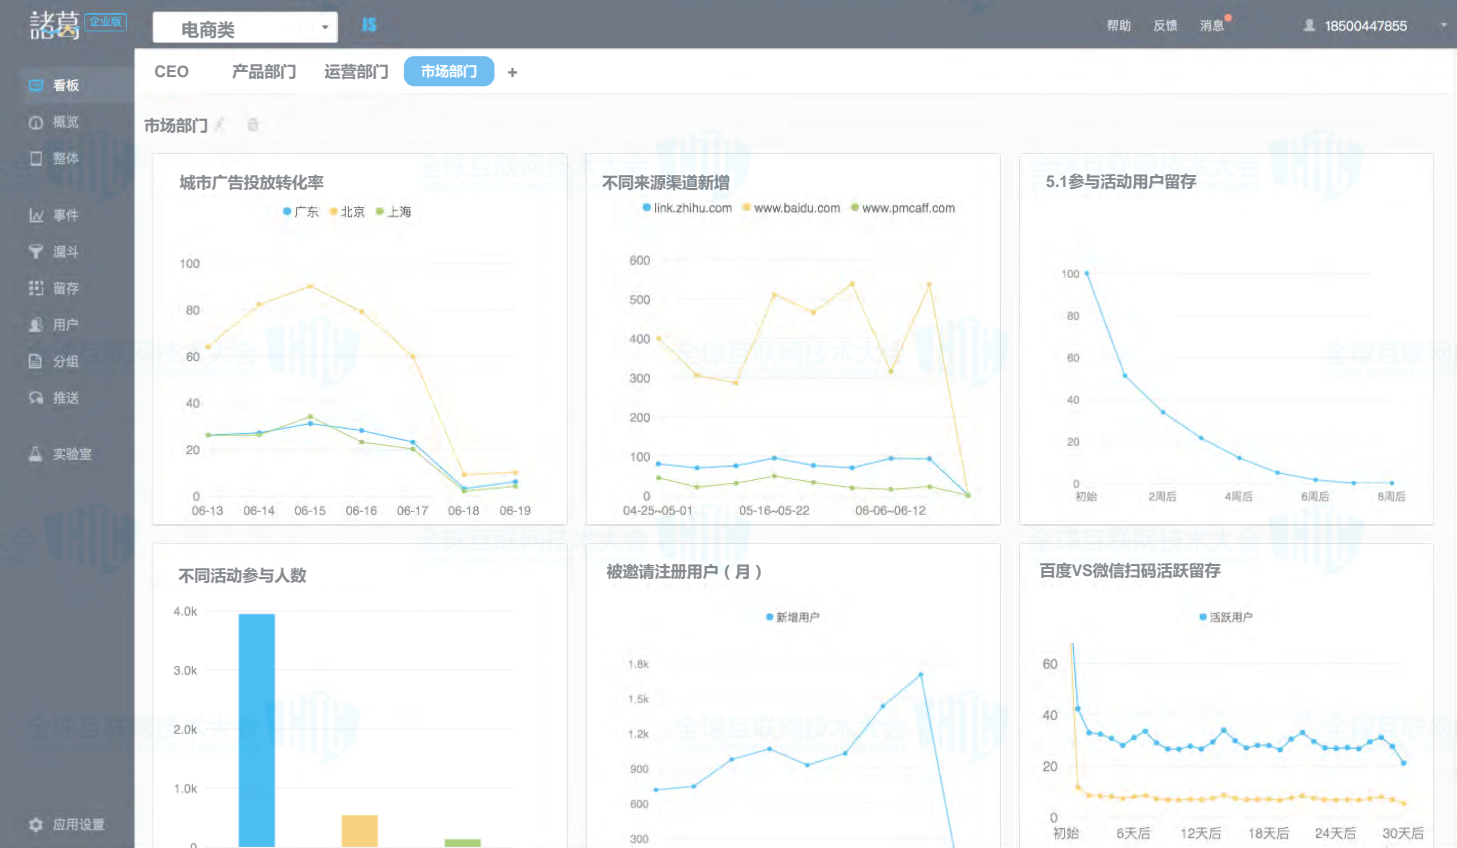 諸葛 企业版
电商类
JS
帮助 反馈 消息 18500447855
CEO 产品部门 运营部门 市场部门 +
看板
概览
整体
事件
漏斗
留存
用户
分组
推送
实验室
应用设置
市场部门
城市广告投放转化率
广东 北京 上海
100
80
60
40
20
0
06-13 06-14 06-15 06-16 06-17 06-18 06-19
不同来源渠道新增
link.zhihu.com www.baidu.com www.pmcaff.com
600
500
400
300
200
100
0
04-25~05-01 05-16~05-22 06-06~06-12
5.1参与活动用户留存
100
80
60
40
20
0
初始 2周后 4周后 6周后 8周后
不同活动参与人数
4.0k
3.0k
2.0k
1.0k
0
被邀请注册用户（月）
新增用户
1.8k
1.5k
1.2k
900
600
300
百度VS微信扫码活跃留存
活跃用户
60
40
20
0
初始 6天后 12天后 18天后 24天后 30天后
全球互联网技术大会